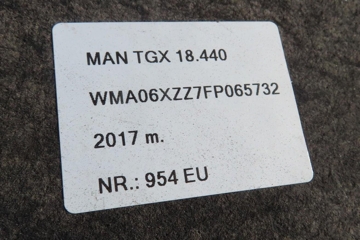 MAN TGX 18.440
WMA06XZZ7FP065732
2017 m.
NR.: 954 EU